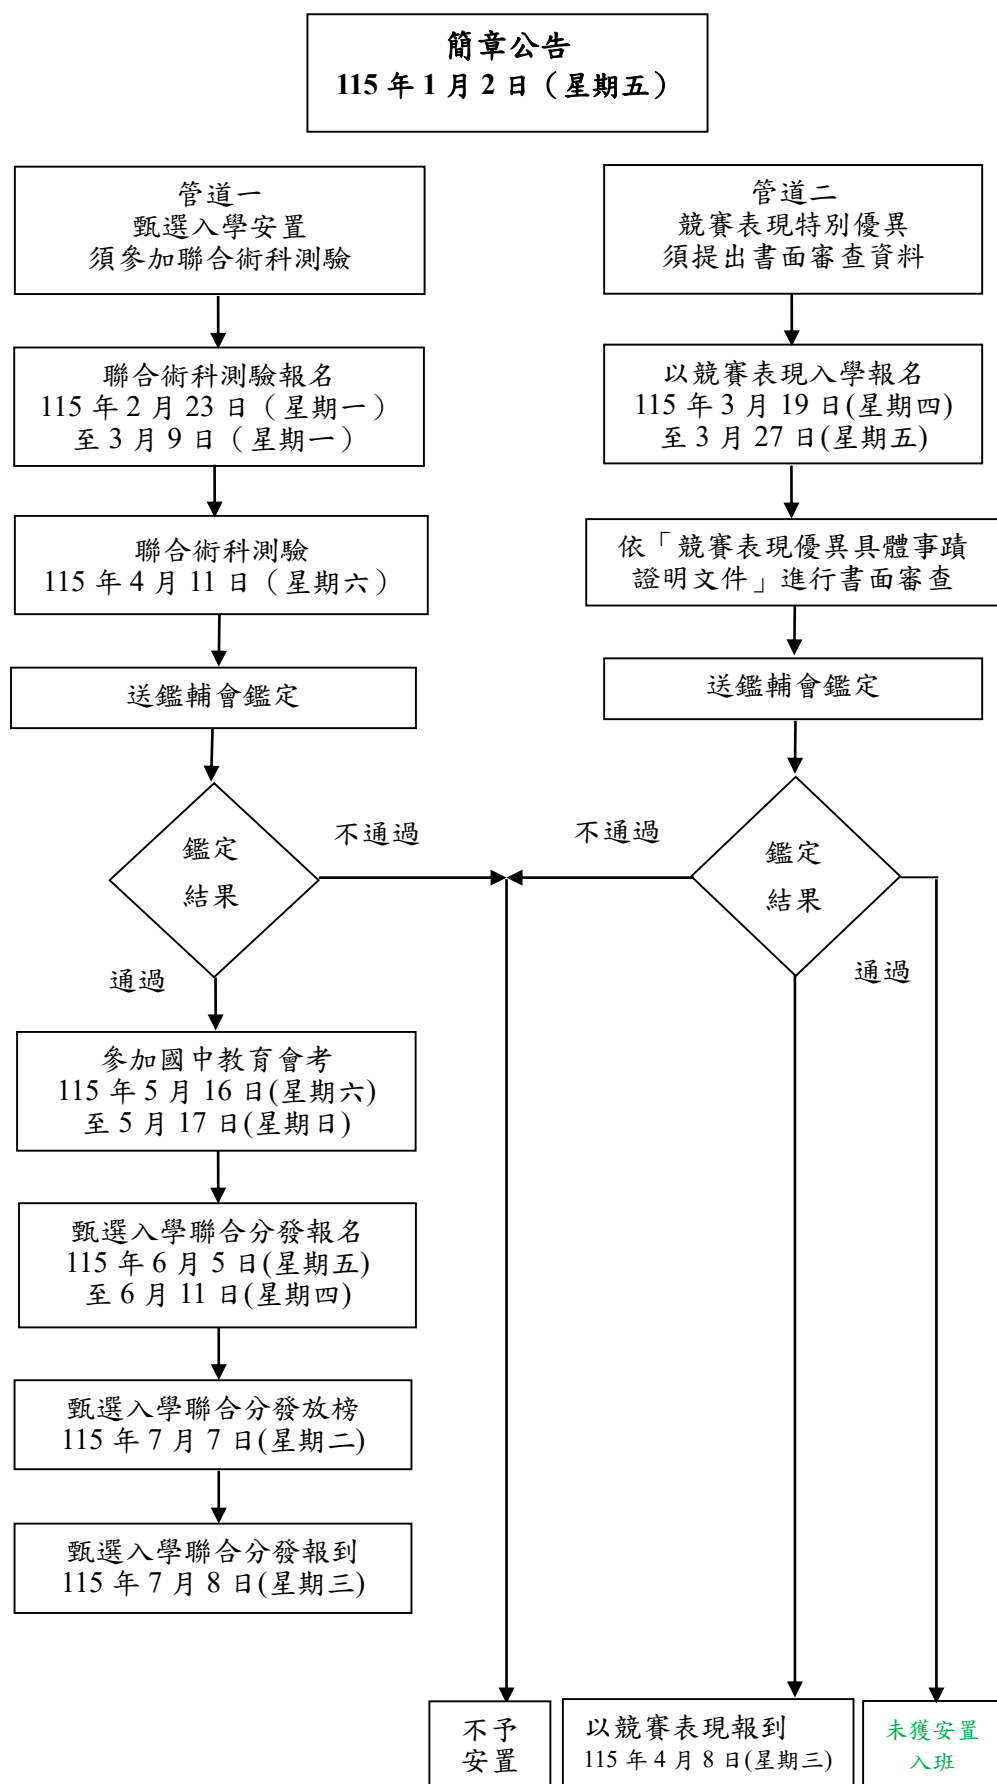 簡章公告
115 年 1 月 2 日（星期五）
管道一
甄選入學安置
須參加聯合術科測驗
聯合術科測驗報名
115 年 2 月 23 日（星期一）
至 3 月 9 日（星期一）
聯合術科測驗
115 年 4 月 11 日（星期六）
送鑑輔會鑑定
鑑定
結果
不通過
通過
參加國中教育會考
115 年 5 月 16 日(星期六)
至 5 月 17 日(星期日)
甄選入學聯合分發報名
115 年 6 月 5 日(星期五)
至 6 月 11 日(星期四)
甄選入學聯合分發放榜
115 年 7 月 7 日(星期二)
甄選入學聯合分發報到
115 年 7 月 8 日(星期三)
管道二
競賽表現特別優異
須提出書面審查資料
以競賽表現入學報名
115 年 3 月 19 日(星期四)
至 3 月 27 日(星期五)
依「競賽表現優異具體事蹟
證明文件」進行書面審查
送鑑輔會鑑定
鑑定
結果
不通過
通過
不予
安置
以競賽表現報到
115 年 4 月 8 日(星期三)
未獲安置
入班